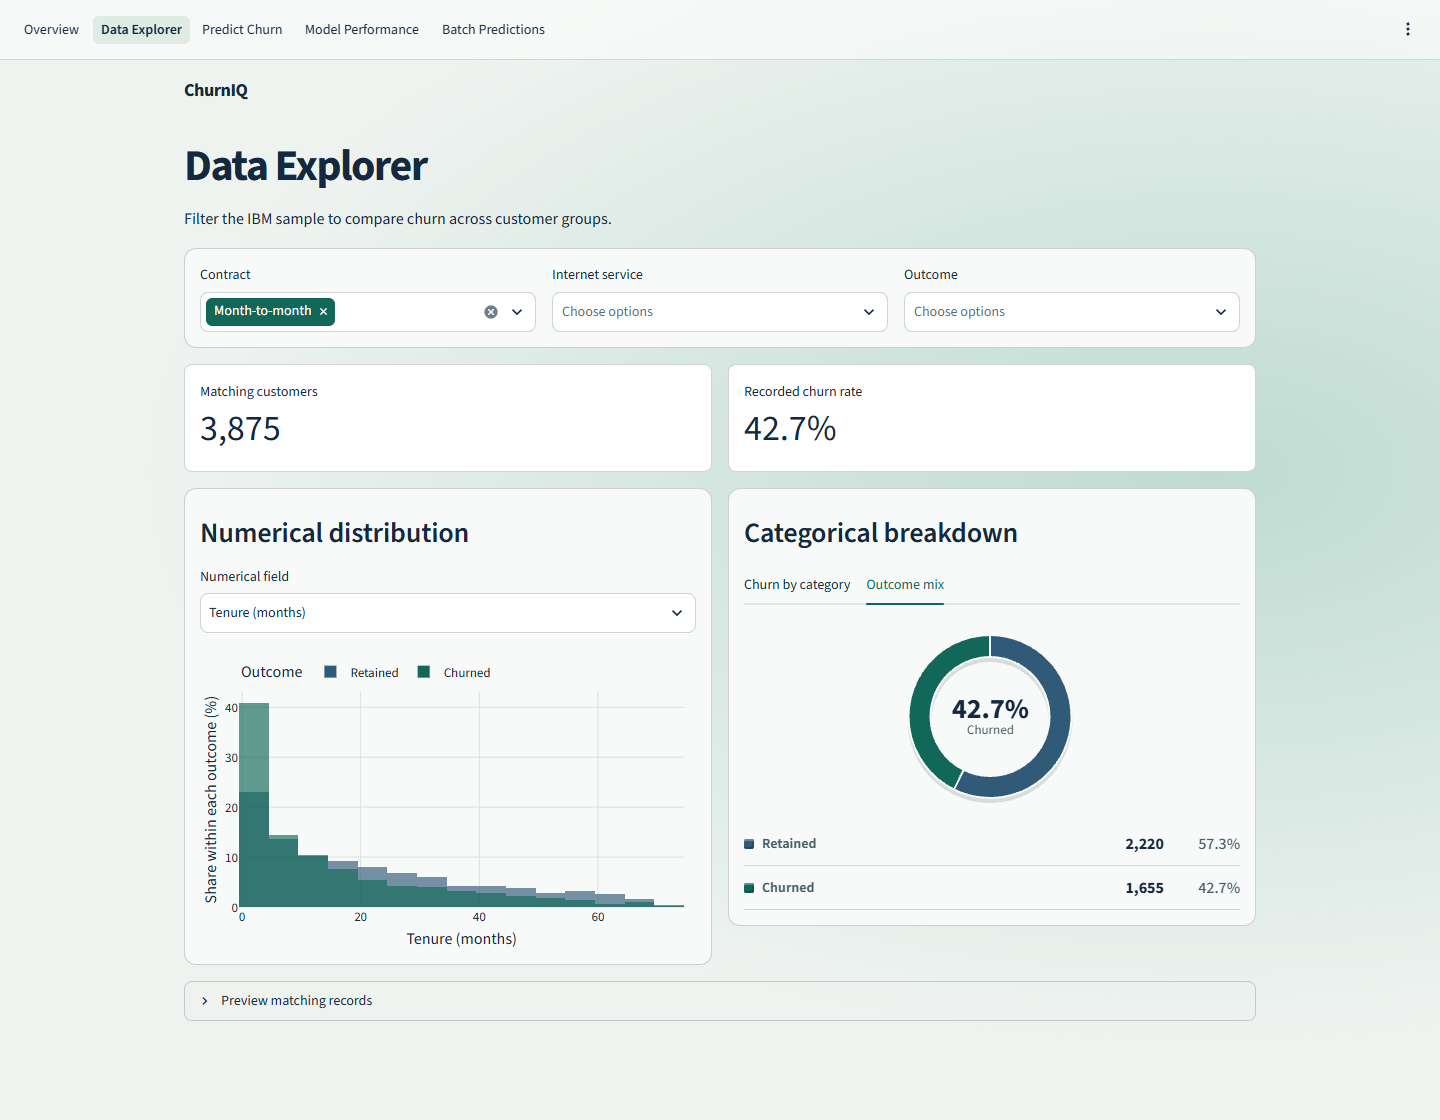 Overview Data Explorer Predict Churn Model Performance Batch Predictions
ChurnIQ
Data Explorer
Filter the IBM sample to compare churn across customer groups.
Contract
Month-to-month
Internet service
Choose options
Outcome
Choose options
Matching customers
3,875
Recorded churn rate
42.7%
Numerical distribution
Numerical field
Tenure (months)
Outcome Retained Churned
Share within each outcome (%)
40
30
20
10
0
0 20 40 60
Tenure (months)
Categorical breakdown
Churn by category Outcome mix
42.7%
Churned
Retained 2,220 57.3%
Churned 1,655 42.7%
Preview matching records